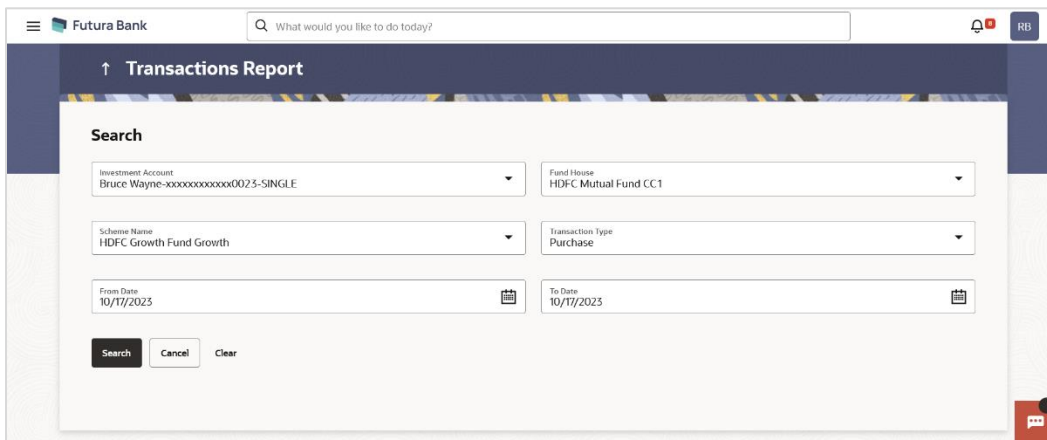 Futura Bank
What would you like to do today?
RB
↑ Transactions Report
Search
Investment Account
Bruce Wayne-xxxxxxxxxxxx0023-SINGLE
Fund House
HDFC Mutual Fund CC1
Scheme Name
HDFC Growth Fund Growth
Transaction Type
Purchase
From Date
10/17/2023
To Date
10/17/2023
Search Cancel Clear